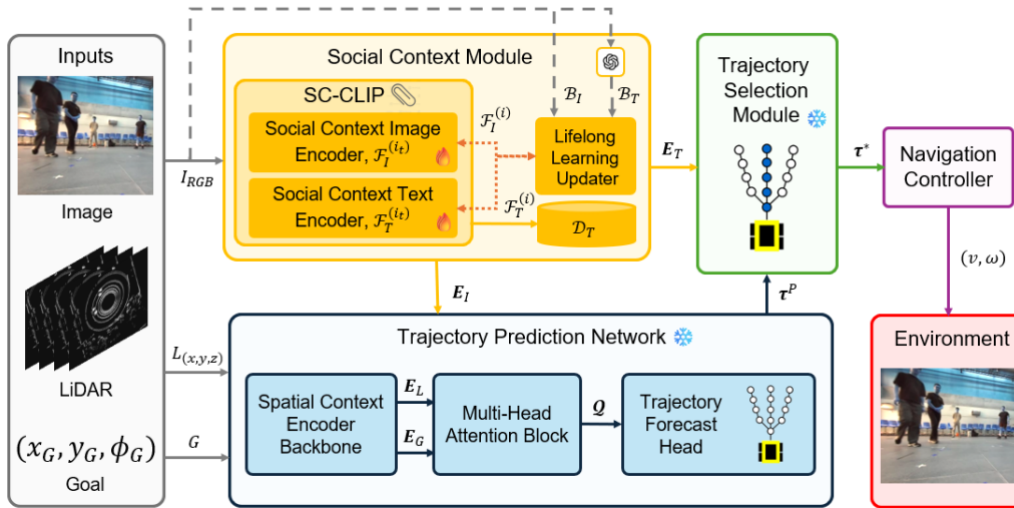 Inputs
Image
LiDAR
(x_G, y_G, ϕ_G)
Goal
I_{RGB}
L_{(x,y,z)}
G
Social Context Module
SC-CLIP
Social Context Image
Encoder, ℱ_I^{(i_t)}
Social Context Text
Encoder, ℱ_T^{(i_t)}
ℱ_I^{(i)}
ℱ_T^{(i)}
ℬ_I
ℬ_T
Lifelong
Learning
Updater
𝒟_T
E_T
E_I
Trajectory Prediction Network
Spatial Context
Encoder
Backbone
E_L
E_G
Multi-Head
Attention Block
Q
Trajectory
Forecast
Head
τ^P
Trajectory
Selection
Module
τ*
Navigation
Controller
(v, ω)
Environment